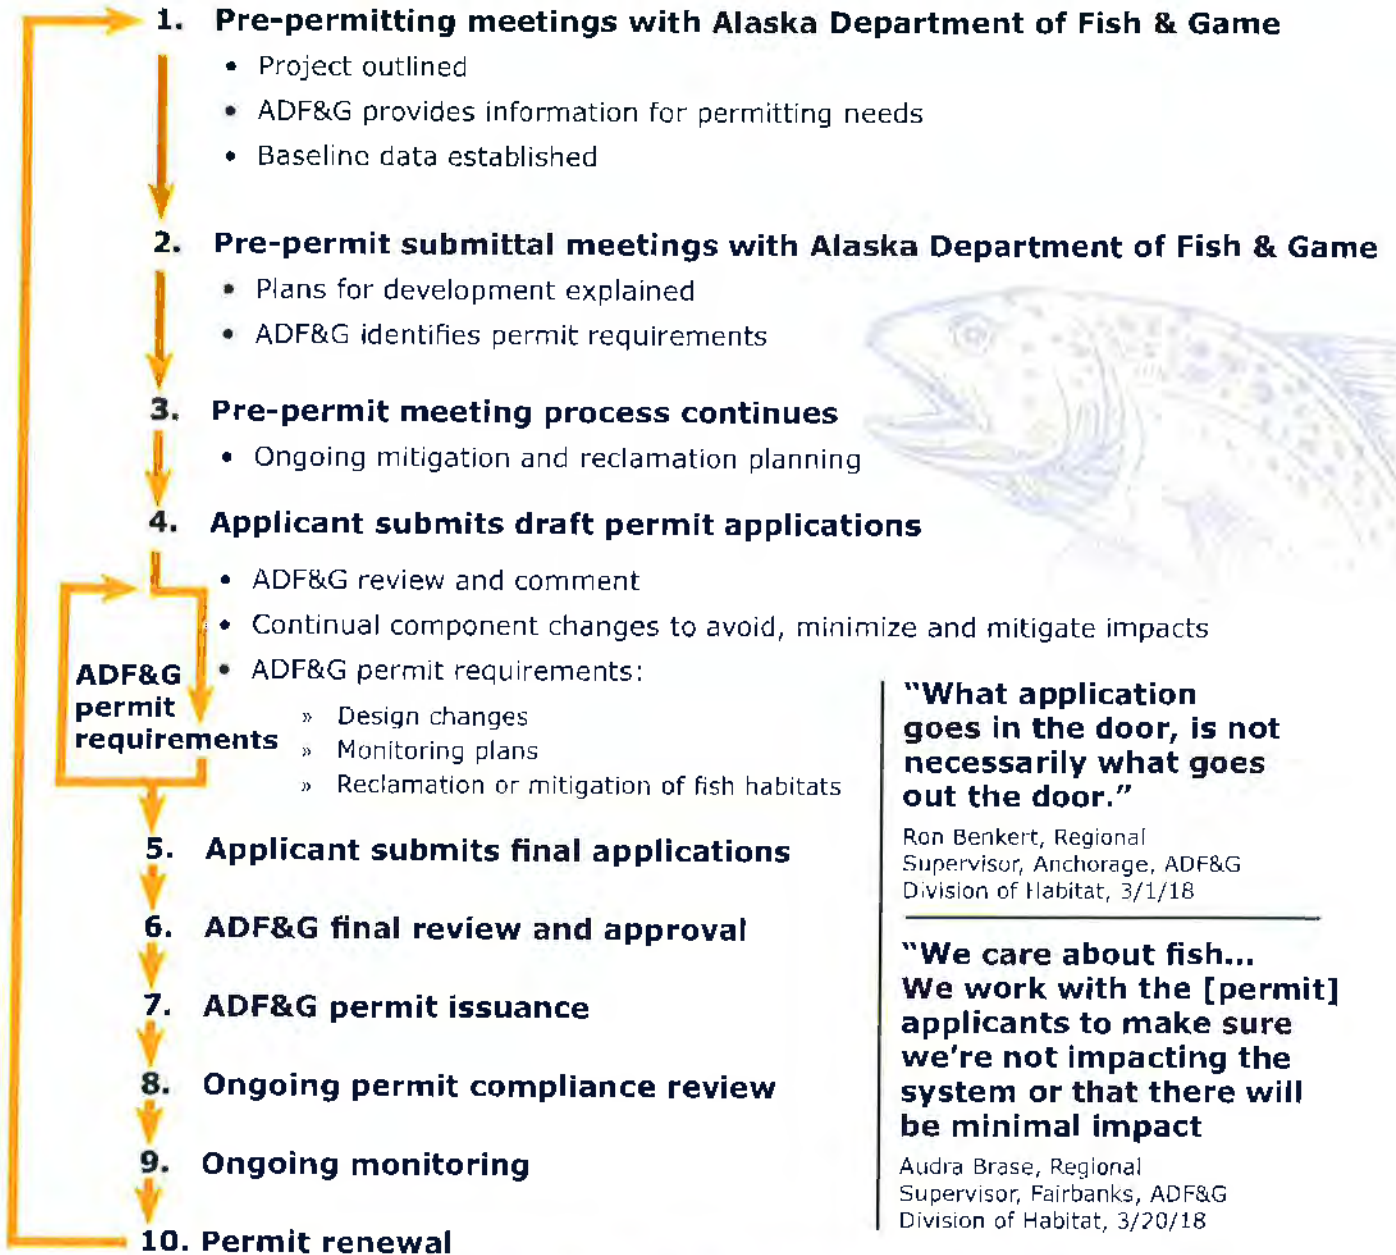 1. Pre-permitting meetings with Alaska Department of Fish & Game
• Project outlined
• ADF&G provides information for permitting needs
• Baseline data established
2. Pre-permit submittal meetings with Alaska Department of Fish & Game
• Plans for development explained
• ADF&G identifies permit requirements
3. Pre-permit meeting process continues
• Ongoing mitigation and reclamation planning
4. Applicant submits draft permit applications
• ADF&G review and comment
• Continual component changes to avoid, minimize and mitigate impacts
• ADF&G permit requirements:
» Design changes
» Monitoring plans
» Reclamation or mitigation of fish habitats
ADF&G
permit
requirements
5. Applicant submits final applications
6. ADF&G final review and approval
7. ADF&G permit issuance
8. Ongoing permit compliance review
9. Ongoing monitoring
10. Permit renewal
"What application
goes in the door, is not
necessarily what goes
out the door."
Ron Benkert, Regional
Supervisor, Anchorage, ADF&G
Division of Habitat, 3/1/18
"We care about fish...
We work with the [permit]
applicants to make sure
we're not impacting the
system or that there will
be minimal impact
Audra Brase, Regional
Supervisor, Fairbanks, ADF&G
Division of Habitat, 3/20/18